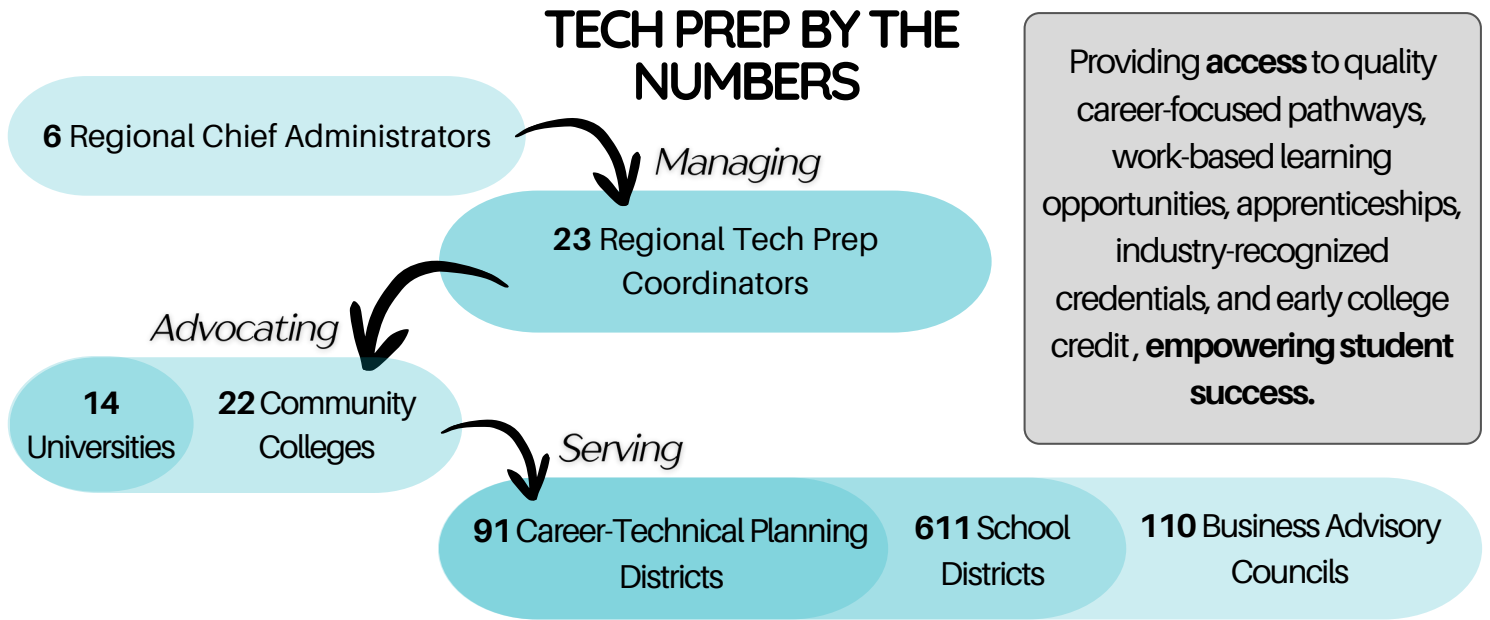 TECH PREP BY THE
NUMBERS
6 Regional Chief Administrators
Managing
23 Regional Tech Prep
Coordinators
Advocating
14
Universities
22 Community
Colleges
Serving
91 Career-Technical Planning
Districts
611 School
Districts
110 Business Advisory
Councils
Providing access to quality
career-focused pathways,
work-based learning
opportunities, apprenticeships,
industry-recognized
credentials, and early college
credit , empowering student
success.